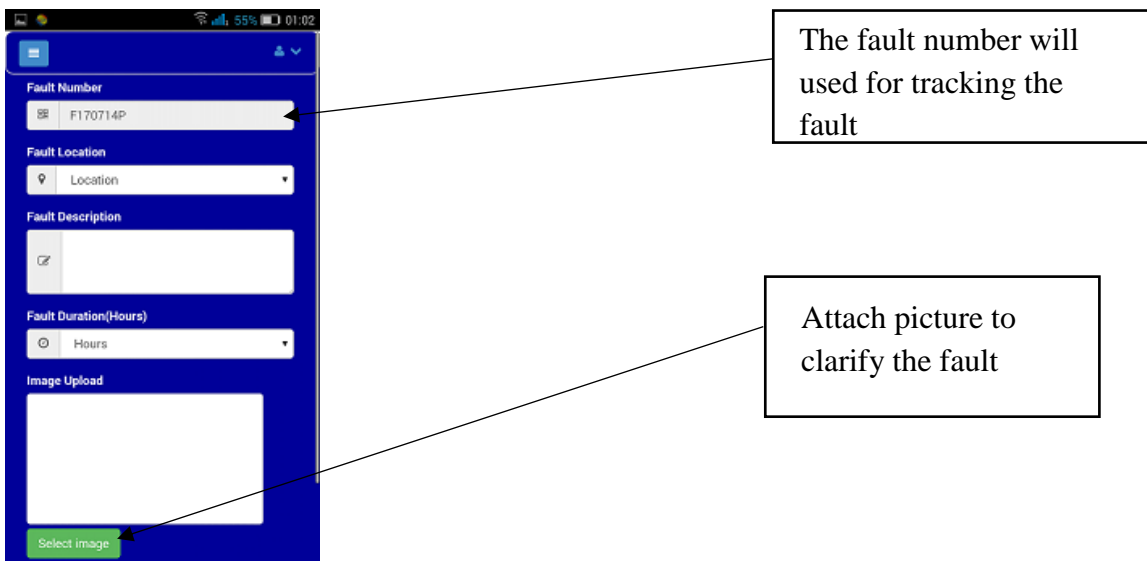 55% 01:02
Fault Number
F170714P
Fault Location
Location
Fault Description
Fault Duration(Hours)
Hours
Image Upload
Select image
The fault number will
used for tracking the
fault
Attach picture to
clarify the fault